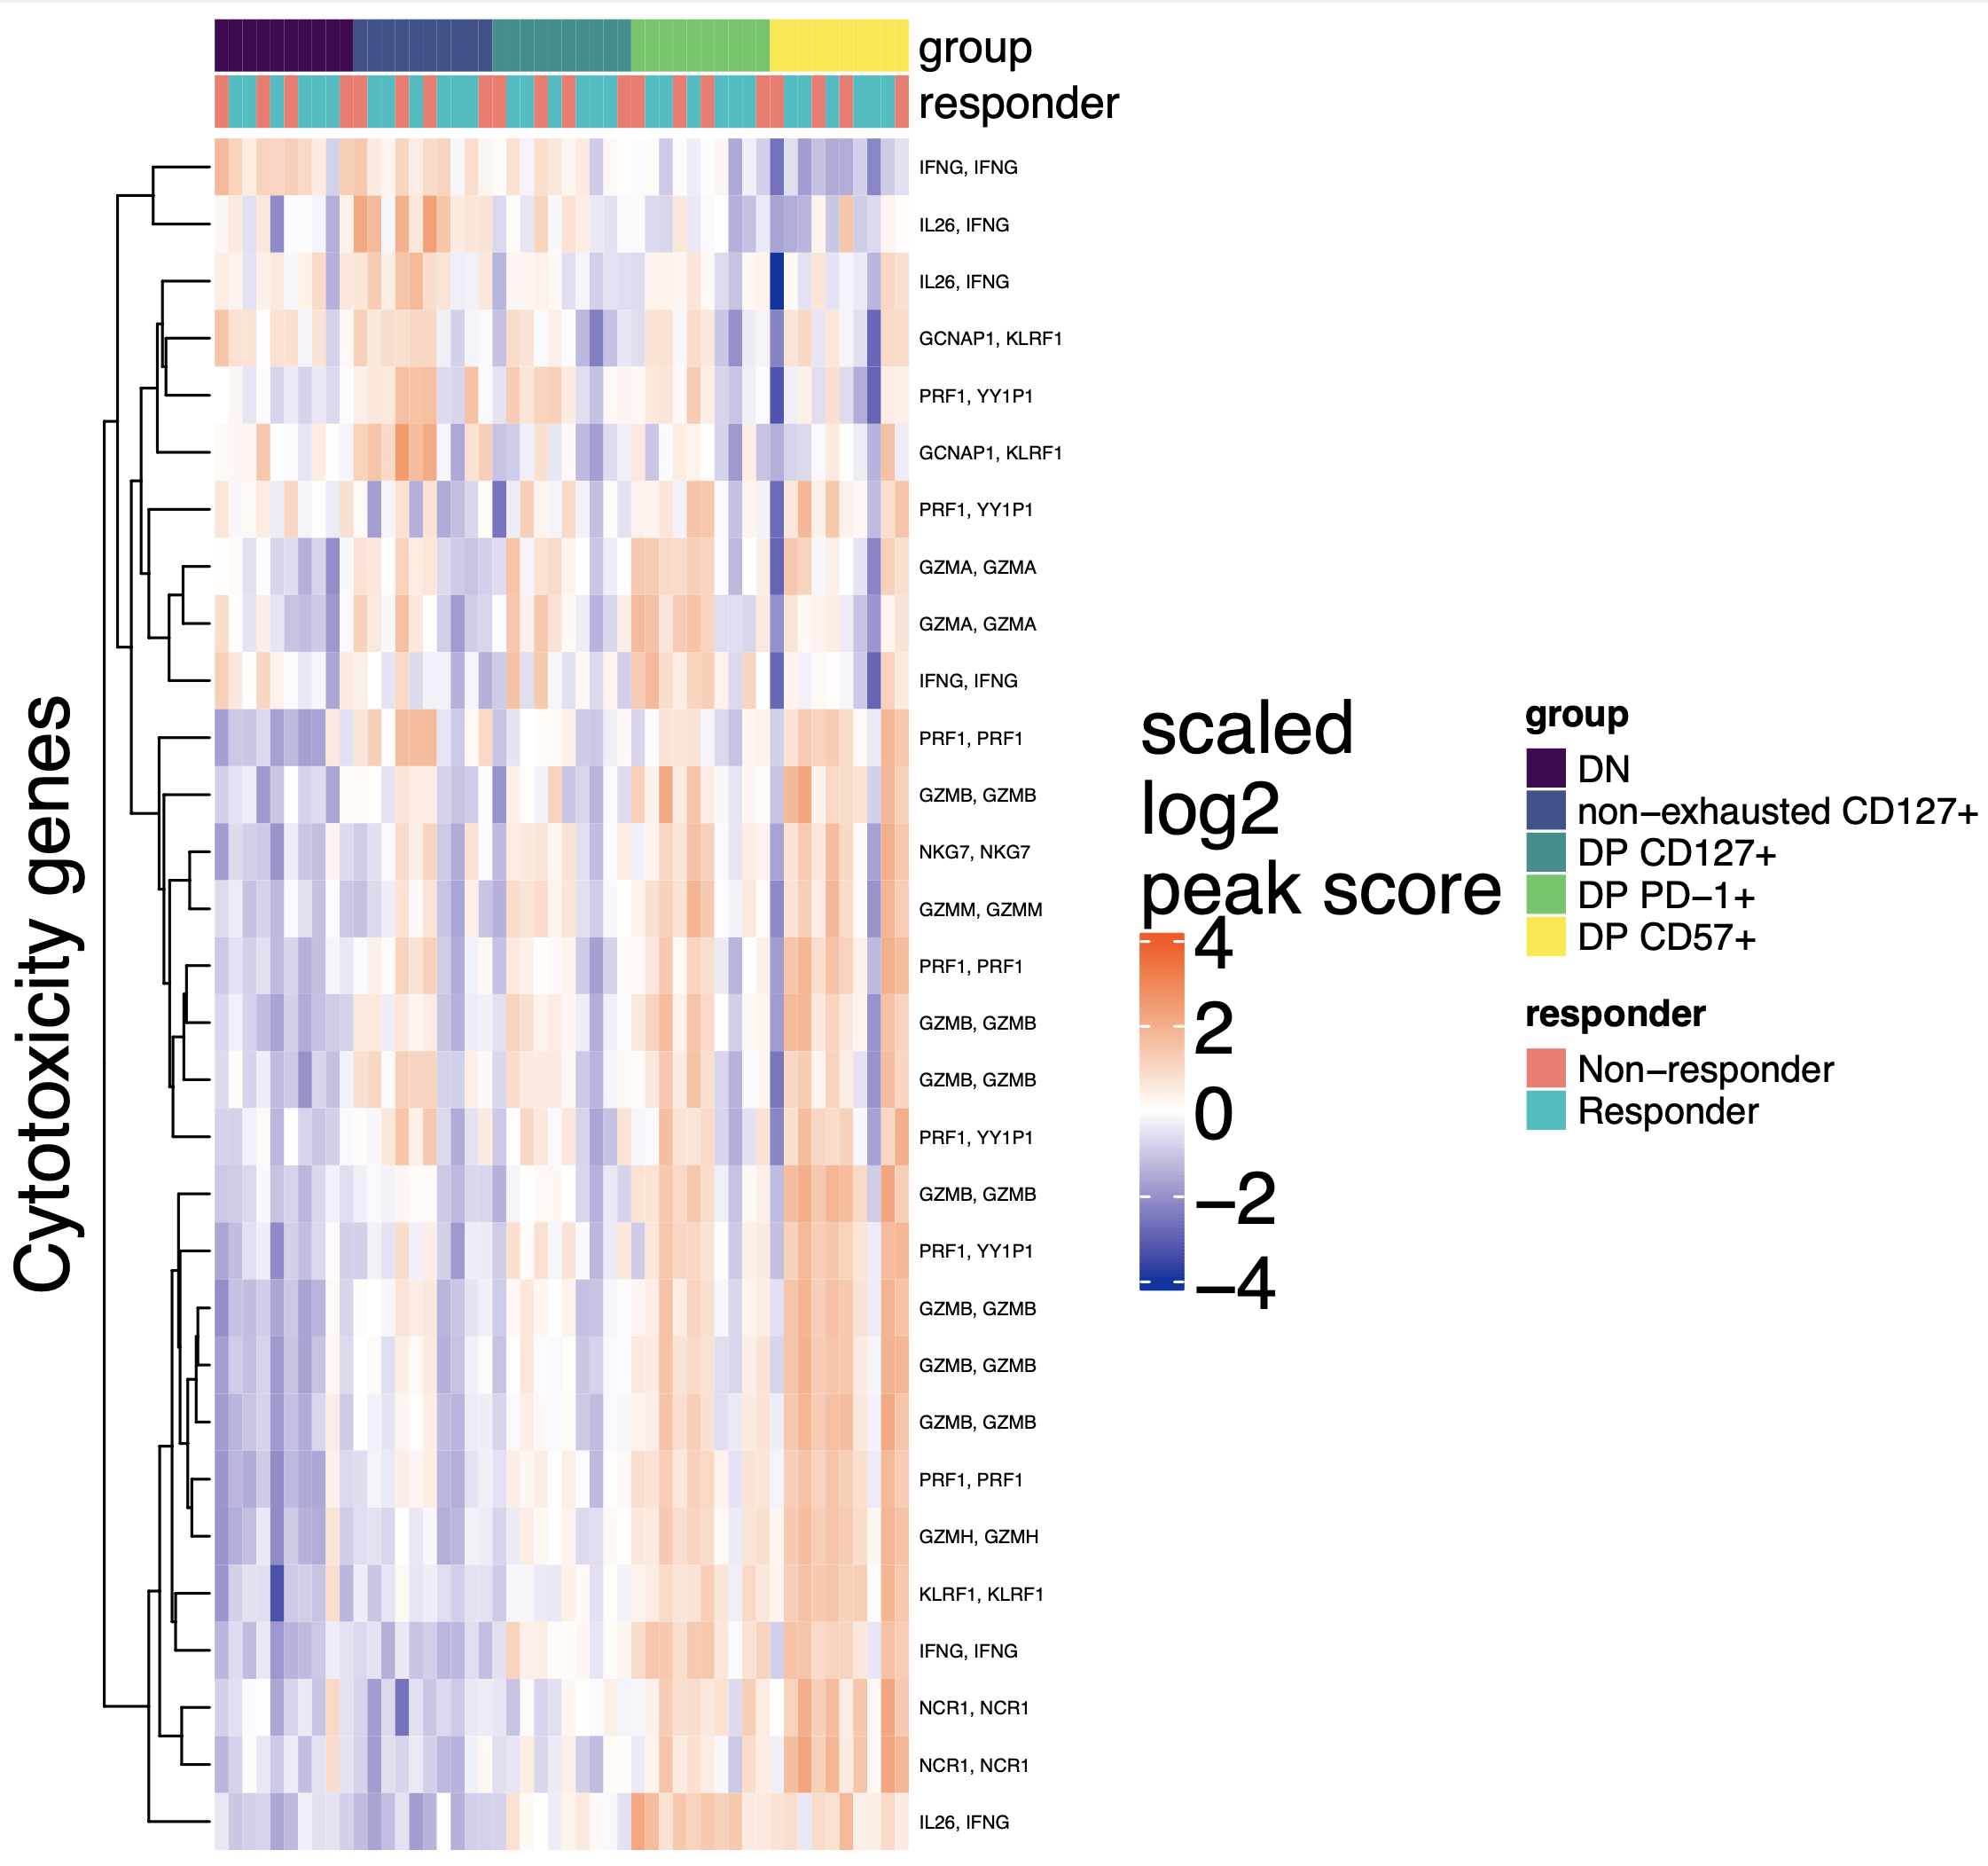 group
responder
IFNG, IFNG
IL26, IFNG
IL26, IFNG
GCNAP1, KLRF1
PRF1, YY1P1
GCNAP1, KLRF1
PRF1, YY1P1
GZMA, GZMA
GZMA, GZMA
IFNG, IFNG
PRF1, PRF1
GZMB, GZMB
NKG7, NKG7
GZMM, GZMM
PRF1, PRF1
GZMB, GZMB
GZMB, GZMB
PRF1, YY1P1
GZMB, GZMB
PRF1, YY1P1
GZMB, GZMB
GZMB, GZMB
GZMB, GZMB
PRF1, PRF1
GZMH, GZMH
KLRF1, KLRF1
IFNG, IFNG
NCR1, NCR1
NCR1, NCR1
IL26, IFNG
Cytotoxicity genes
scaled
log2
peak score
4
2
0
−2
−4
group
DN
non−exhausted CD127+
DP CD127+
DP PD−1+
DP CD57+
responder
Non−responder
Responder